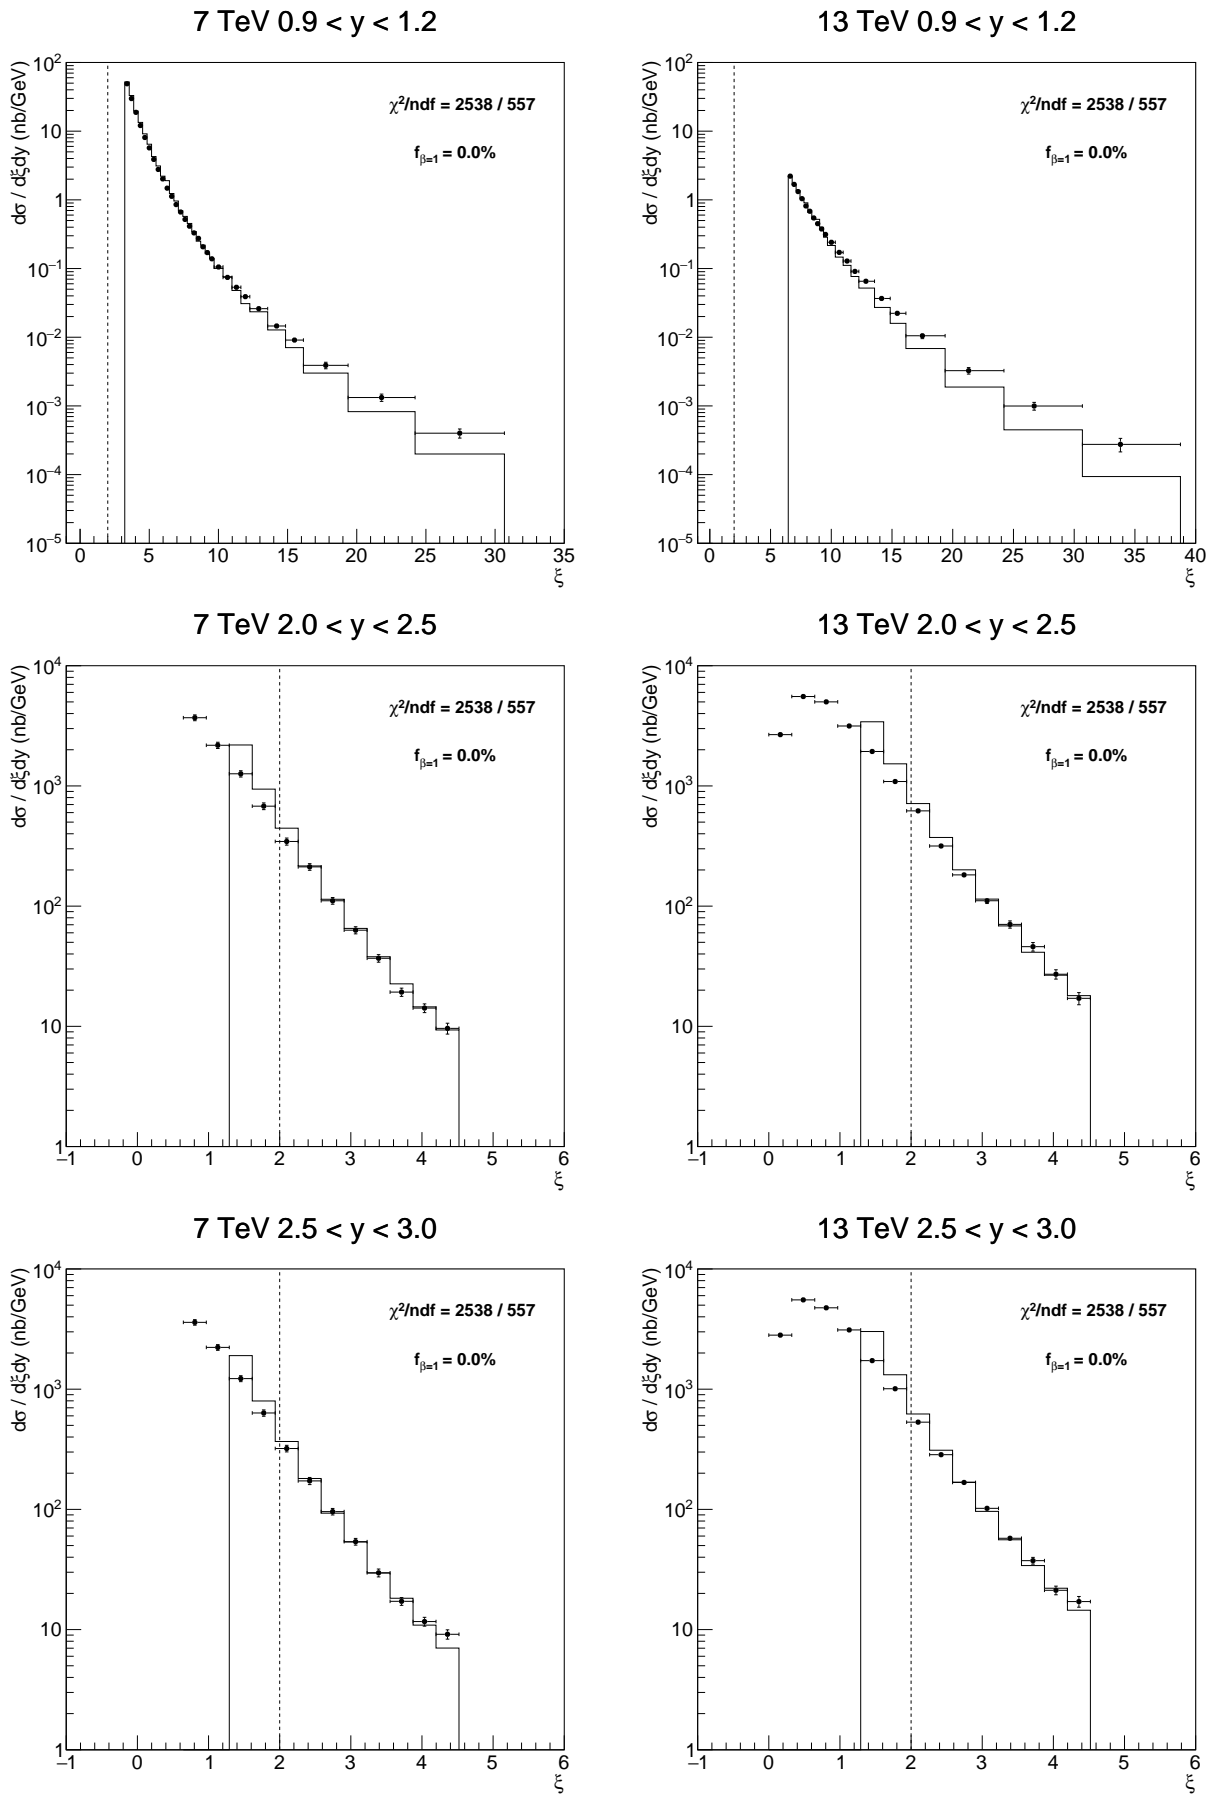 7 TeV 0.9 < y < 1.2
dσ / dξdy (nb/GeV)
χ²/ndf = 2538 / 557
f_β=1 = 0.0%
10²
10
1
10⁻¹
10⁻²
10⁻³
10⁻⁴
10⁻⁵
0 5 10 15 20 25 30 35
ξ
13 TeV 0.9 < y < 1.2
dσ / dξdy (nb/GeV)
χ²/ndf = 2538 / 557
f_β=1 = 0.0%
10²
10
1
10⁻¹
10⁻²
10⁻³
10⁻⁴
10⁻⁵
0 5 10 15 20 25 30 35 40
ξ
7 TeV 2.0 < y < 2.5
dσ / dξdy (nb/GeV)
χ²/ndf = 2538 / 557
f_β=1 = 0.0%
10⁴
10³
10²
10
1
−1 0 1 2 3 4 5 6
ξ
13 TeV 2.0 < y < 2.5
dσ / dξdy (nb/GeV)
χ²/ndf = 2538 / 557
f_β=1 = 0.0%
10⁴
10³
10²
10
1
−1 0 1 2 3 4 5 6
ξ
7 TeV 2.5 < y < 3.0
dσ / dξdy (nb/GeV)
χ²/ndf = 2538 / 557
f_β=1 = 0.0%
10⁴
10³
10²
10
1
−1 0 1 2 3 4 5 6
ξ
13 TeV 2.5 < y < 3.0
dσ / dξdy (nb/GeV)
χ²/ndf = 2538 / 557
f_β=1 = 0.0%
10⁴
10³
10²
10
1
−1 0 1 2 3 4 5 6
ξ